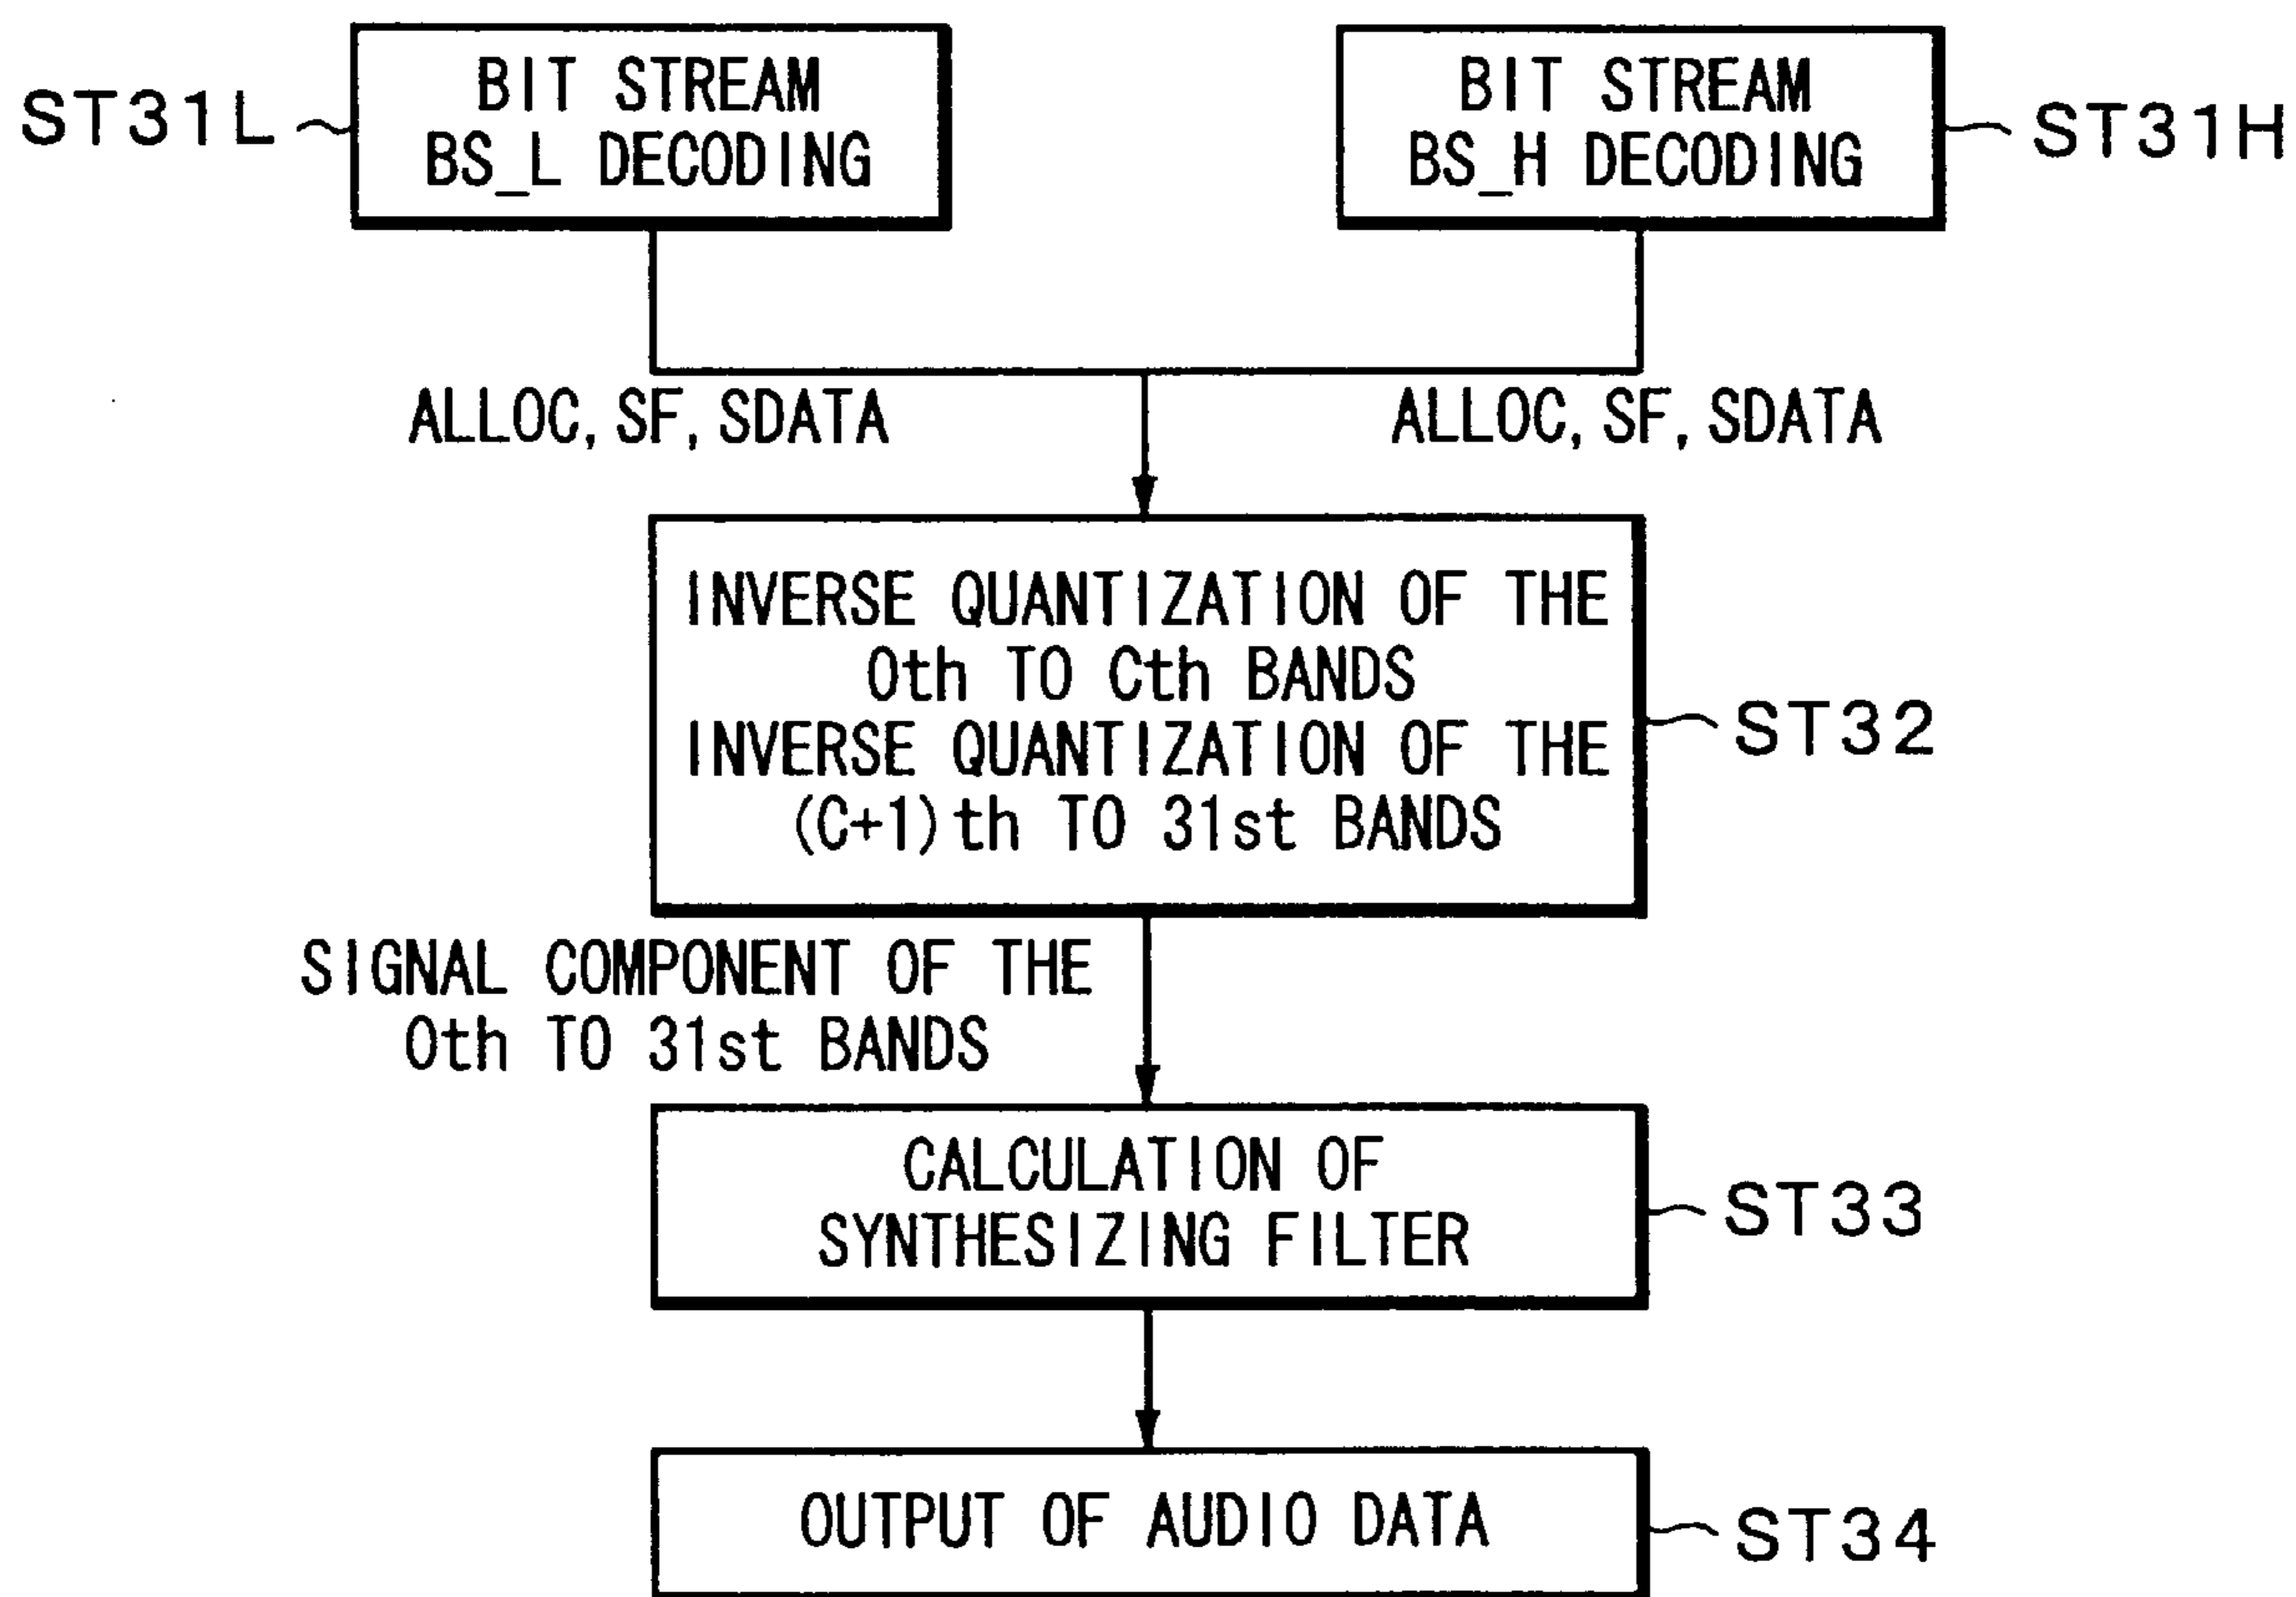 BIT STREAM
BS_L DECODING
ST31L
BIT STREAM
BS_H DECODING
ST31H
ALLOC, SF, SDATA
ALLOC, SF, SDATA
INVERSE QUANTIZATION OF THE
0th TO Cth BANDS
INVERSE QUANTIZATION OF THE
(C+1)th TO 31st BANDS
ST32
SIGNAL COMPONENT OF THE
0th TO 31st BANDS
CALCULATION OF
SYNTHESIZING FILTER
ST33
OUTPUT OF AUDIO DATA
ST34